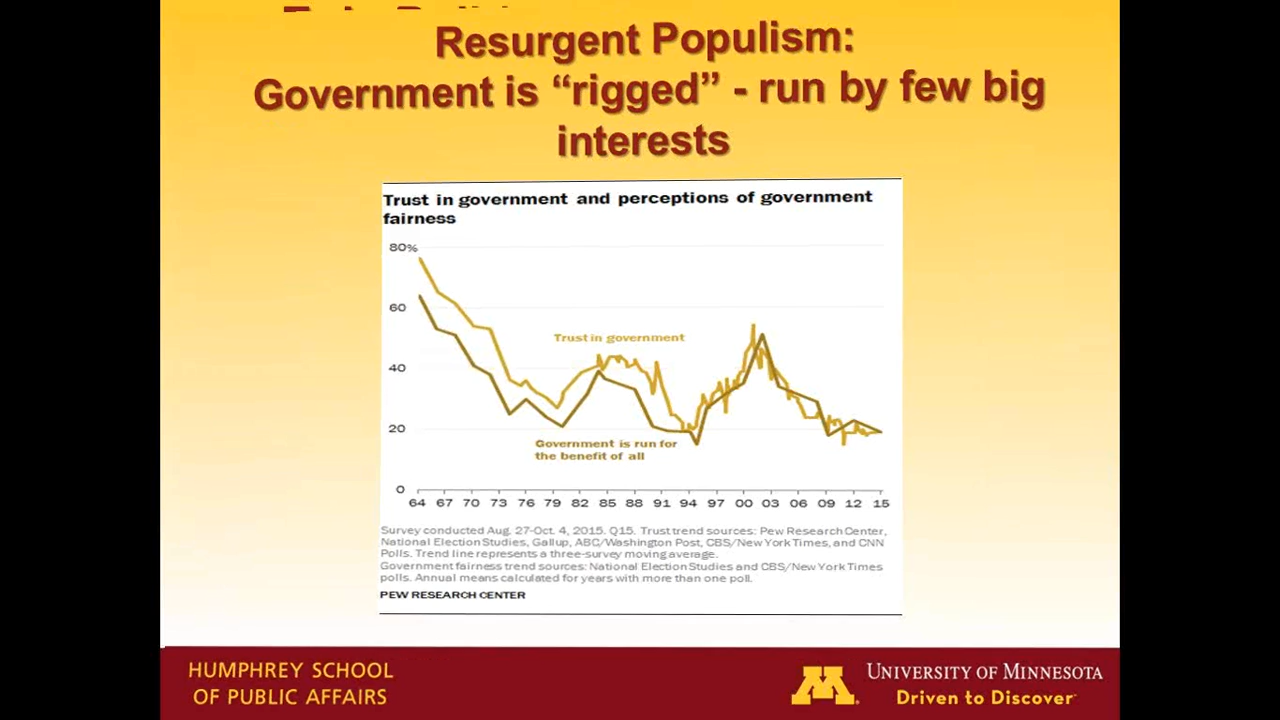 Resurgent Populism:
Government is “rigged” - run by few big
interests
Trust in government and perceptions of government
fairness
80%
60
40
20
0
Trust in government
Government is run for
the benefit of all
64 67 70 73 76 79 82 85 88 91 94 97 00 03 06 09 12 15
Survey conducted Aug. 27-Oct. 4, 2015. Q15. Trust trend sources: Pew Research Center,
National Election Studies, Gallup, ABC/Washington Post, CBS/New York Times, and CNN
Polls. Trend line represents a three-survey moving average.
Government fairness trend sources: National Election Studies and CBS/New York Times
polls. Annual means calculated for years with more than one poll.
PEW RESEARCH CENTER
HUMPHREY SCHOOL
OF PUBLIC AFFAIRS
M
UNIVERSITY OF MINNESOTA
Driven to Discover